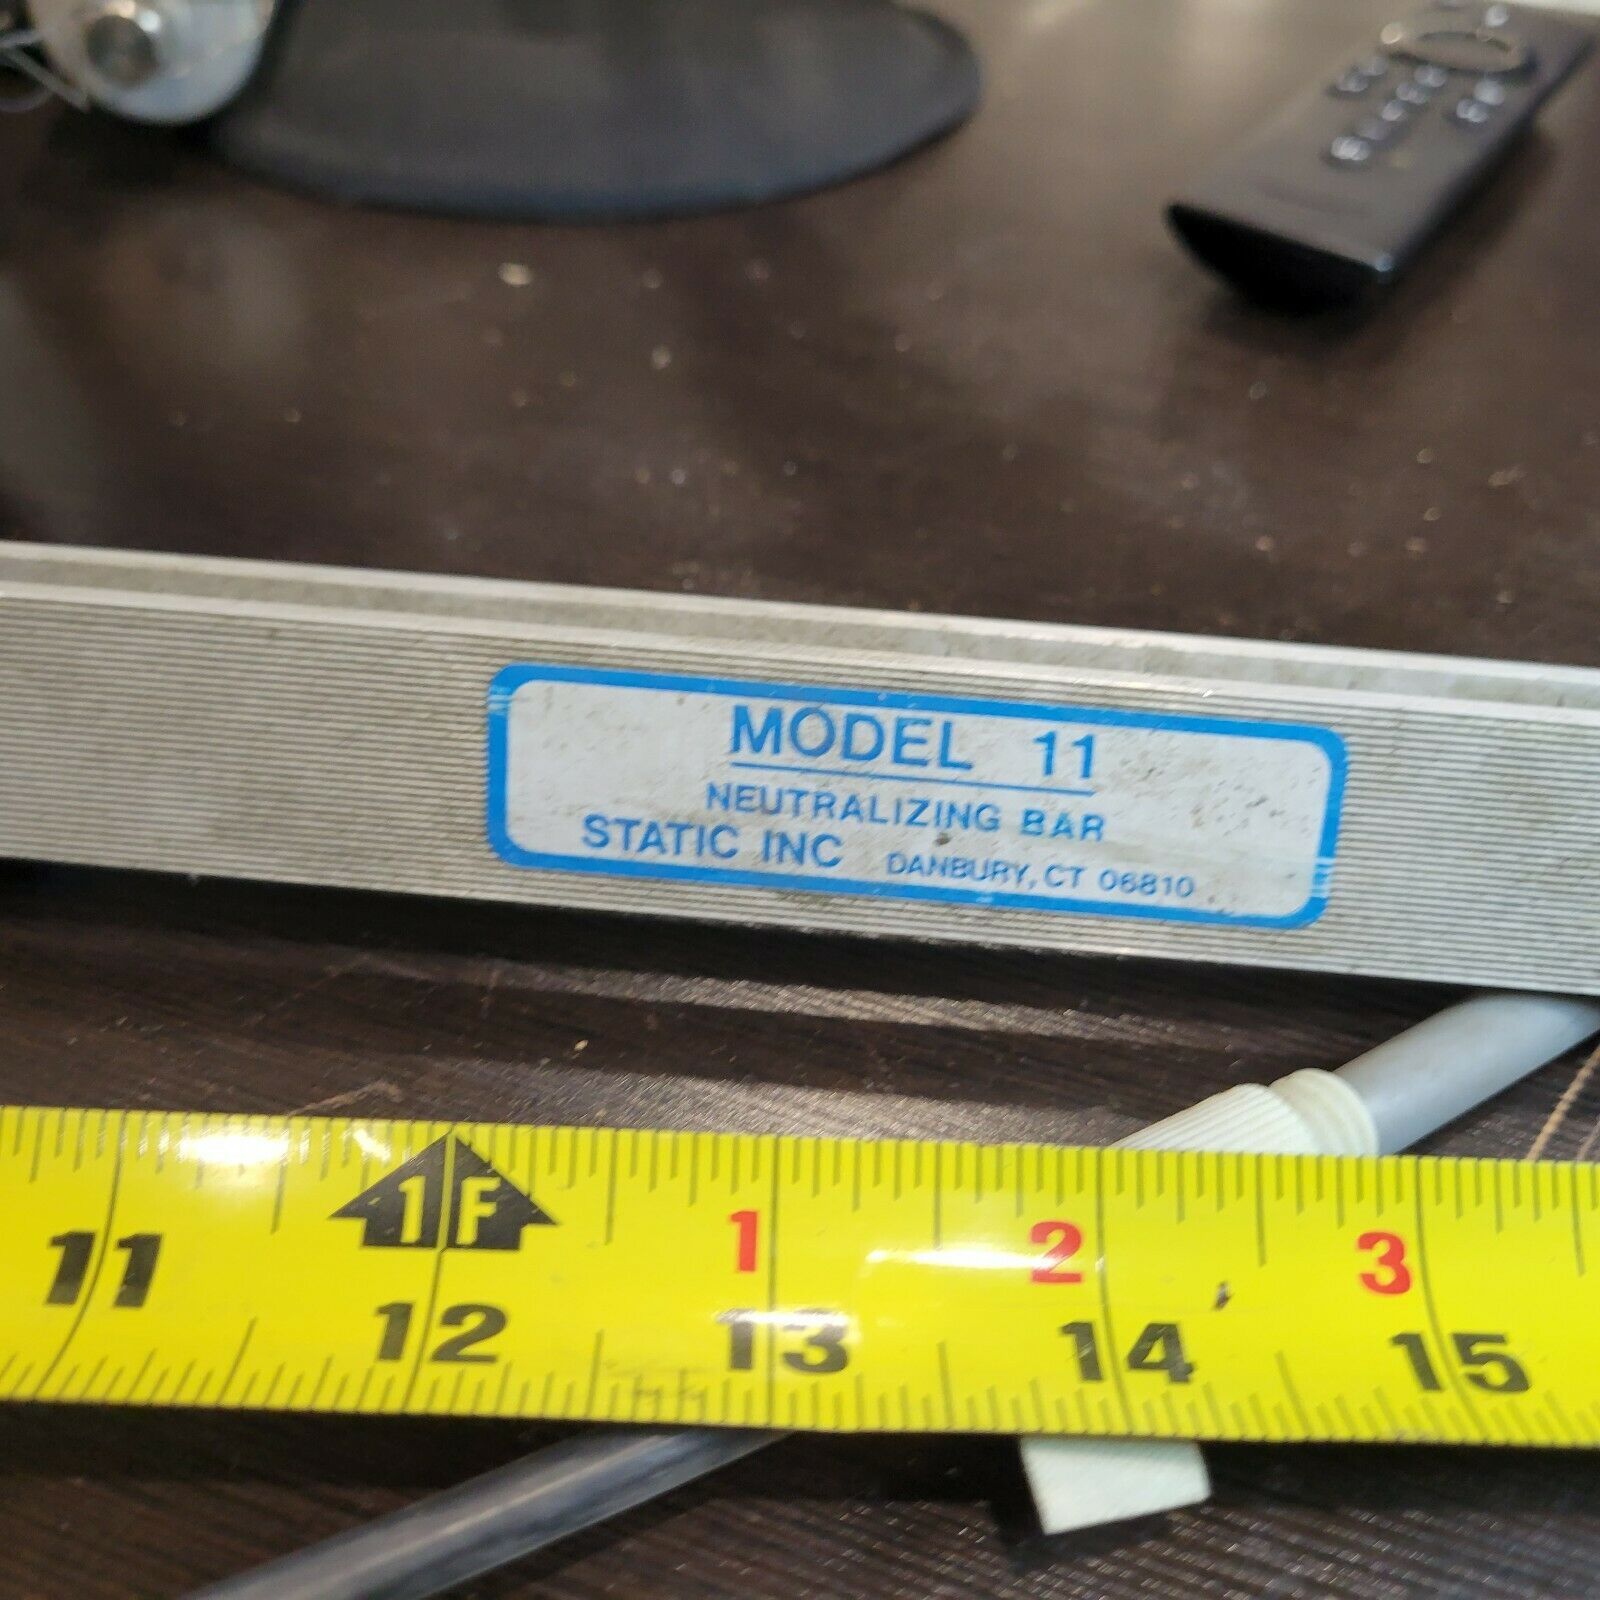 MODEL 11
NEUTRALIZING BAR
STATIC INC DANBURY, CT 06810
1F 1 2 3
11 12 13 14 15